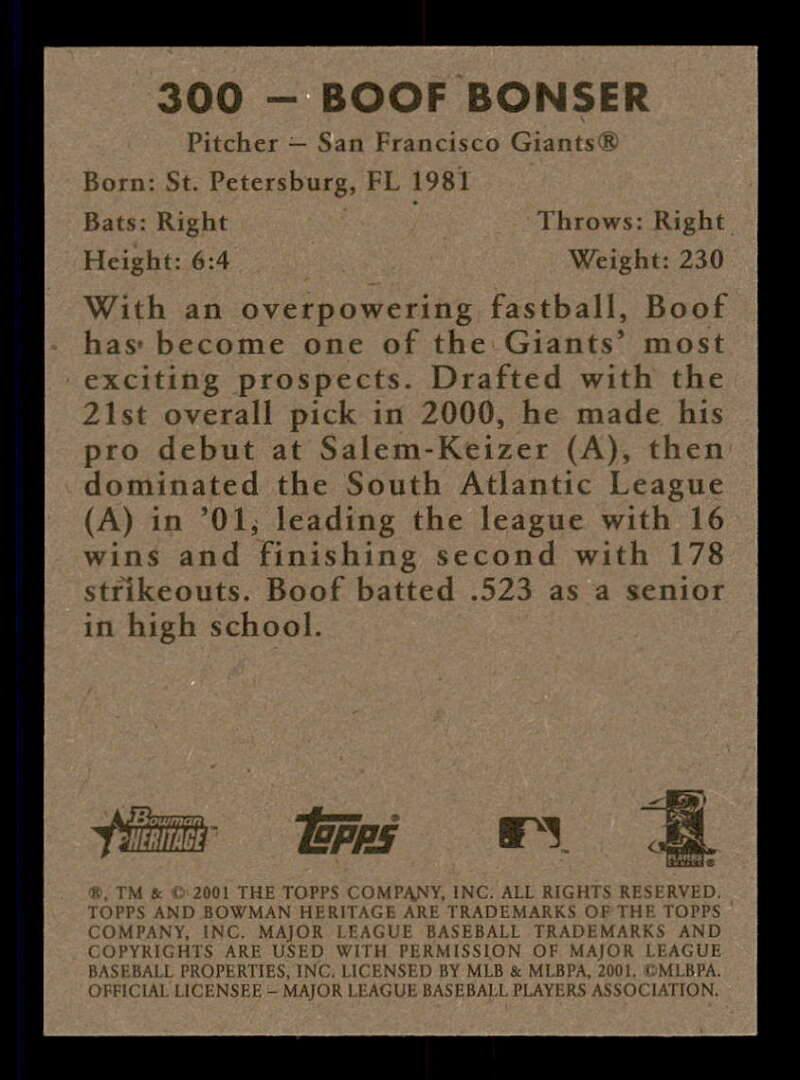 300 – BOOF BONSER
Pitcher – San Francisco Giants®
Born: St. Petersburg, FL 1981
Bats: Right Throws: Right
Height: 6:4 Weight: 230
With an overpowering fastball, Boof
has become one of the Giants’ most
exciting prospects. Drafted with the
21st overall pick in 2000, he made his
pro debut at Salem-Keizer (A), then
dominated the South Atlantic League
(A) in ’01, leading the league with 16
wins and finishing second with 178
strikeouts. Boof batted .523 as a senior
in high school.
Bowman
HERITAGE™
topps®
®, TM & © 2001 THE TOPPS COMPANY, INC. ALL RIGHTS RESERVED.
TOPPS AND BOWMAN HERITAGE ARE TRADEMARKS OF THE TOPPS
COMPANY, INC. MAJOR LEAGUE BASEBALL TRADEMARKS AND
COPYRIGHTS ARE USED WITH PERMISSION OF MAJOR LEAGUE
BASEBALL PROPERTIES, INC. LICENSED BY MLB & MLBPA, 2001. ©MLBPA.
OFFICIAL LICENSEE – MAJOR LEAGUE BASEBALL PLAYERS ASSOCIATION.